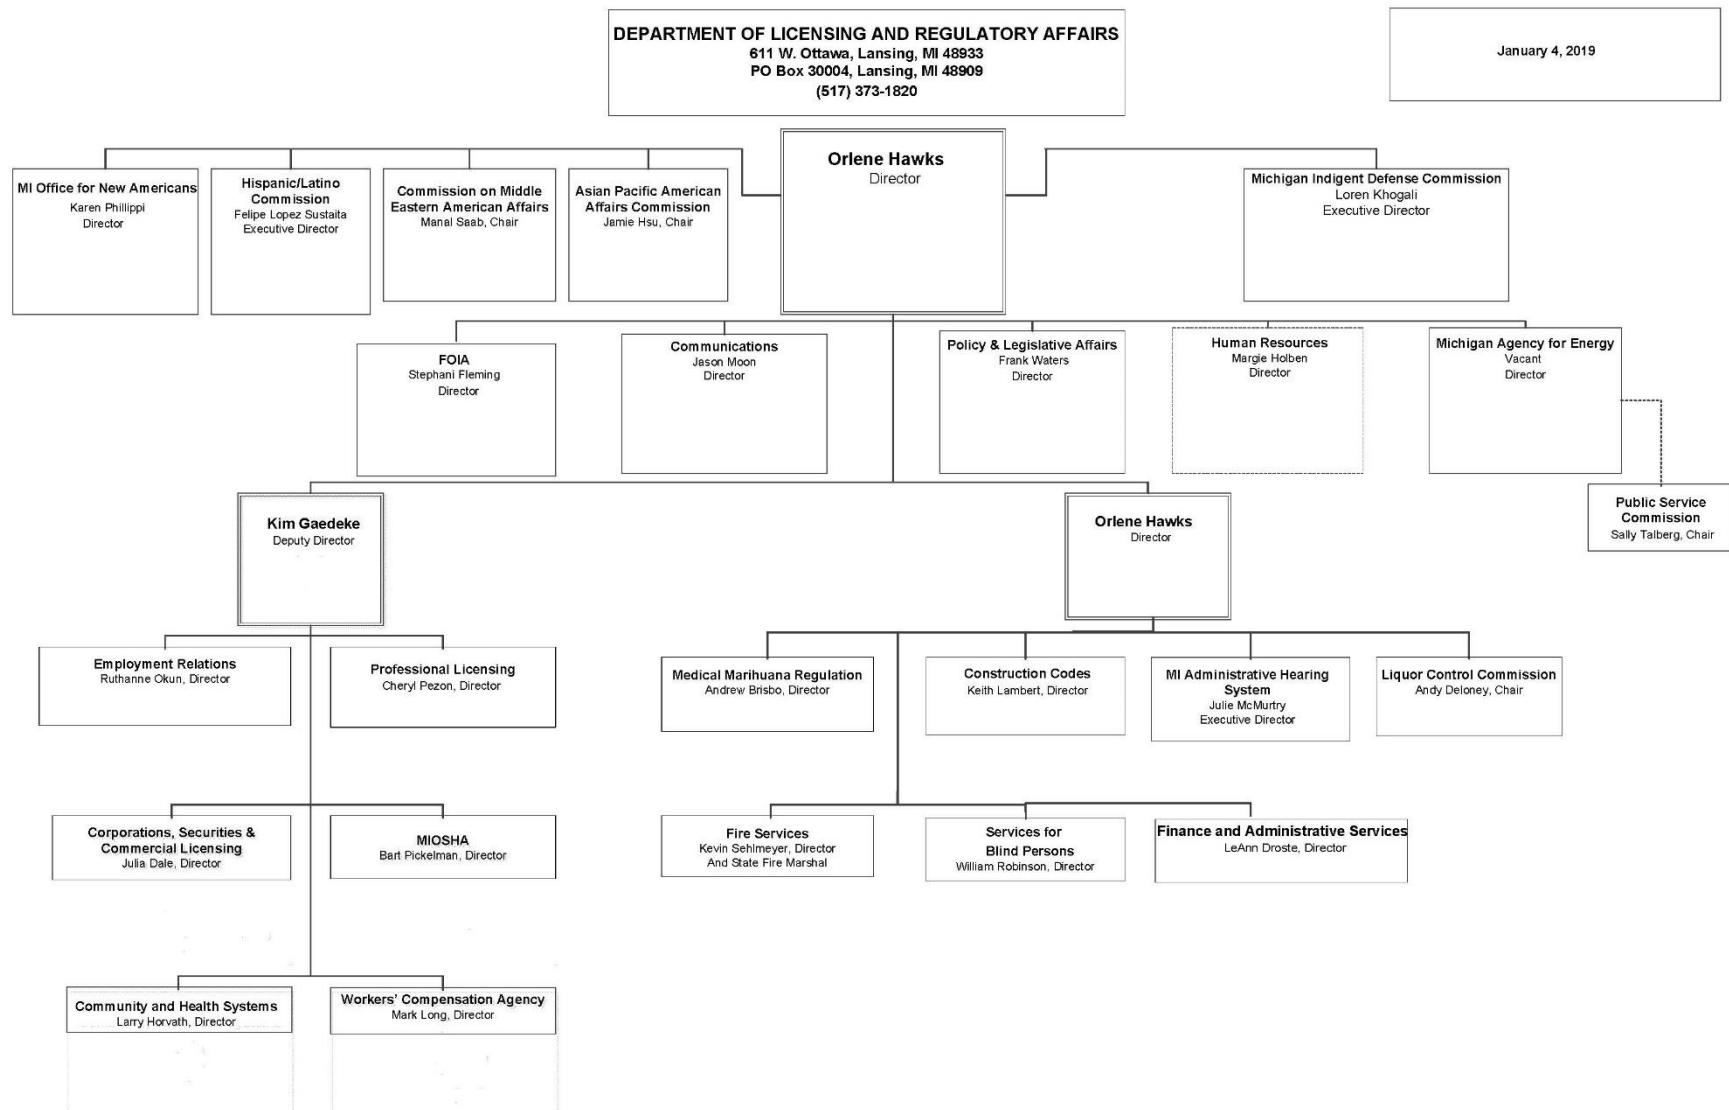 DEPARTMENT OF LICENSING AND REGULATORY AFFAIRS
611 W. Ottawa, Lansing, MI 48933
PO Box 30004, Lansing, MI 48909
(517) 373-1820
January 4, 2019
Orlene Hawks
Director
MI Office for New Americans
Karen Phillippi
Director
Hispanic/Latino
Commission
Felipe Lopez Sustaita
Executive Director
Commission on Middle
Eastern American Affairs
Manal Saab, Chair
Asian Pacific American
Affairs Commission
Jamie Hsu, Chair
Michigan Indigent Defense Commission
Loren Khogali
Executive Director
FOIA
Stephani Fleming
Director
Communications
Jason Moon
Director
Policy & Legislative Affairs
Frank Waters
Director
Human Resources
Margie Holben
Director
Michigan Agency for Energy
Vacant
Director
Public Service
Commission
Sally Talberg, Chair
Kim Gaedeke
Deputy Director
Orlene Hawks
Director
Employment Relations
Ruthanne Okun, Director
Professional Licensing
Cheryl Pezon, Director
Medical Marihuana Regulation
Andrew Brisbo, Director
Construction Codes
Keith Lambert, Director
MI Administrative Hearing
System
Julie McMurtry
Executive Director
Liquor Control Commission
Andy Deloney, Chair
Corporations, Securities &
Commercial Licensing
Julia Dale, Director
MIOSHA
Bart Pickelman, Director
Fire Services
Kevin Sehlmeyer, Director
And State Fire Marshal
Services for
Blind Persons
William Robinson, Director
Finance and Administrative Services
LeAnn Droste, Director
Community and Health Systems
Larry Horvath, Director
Workers' Compensation Agency
Mark Long, Director